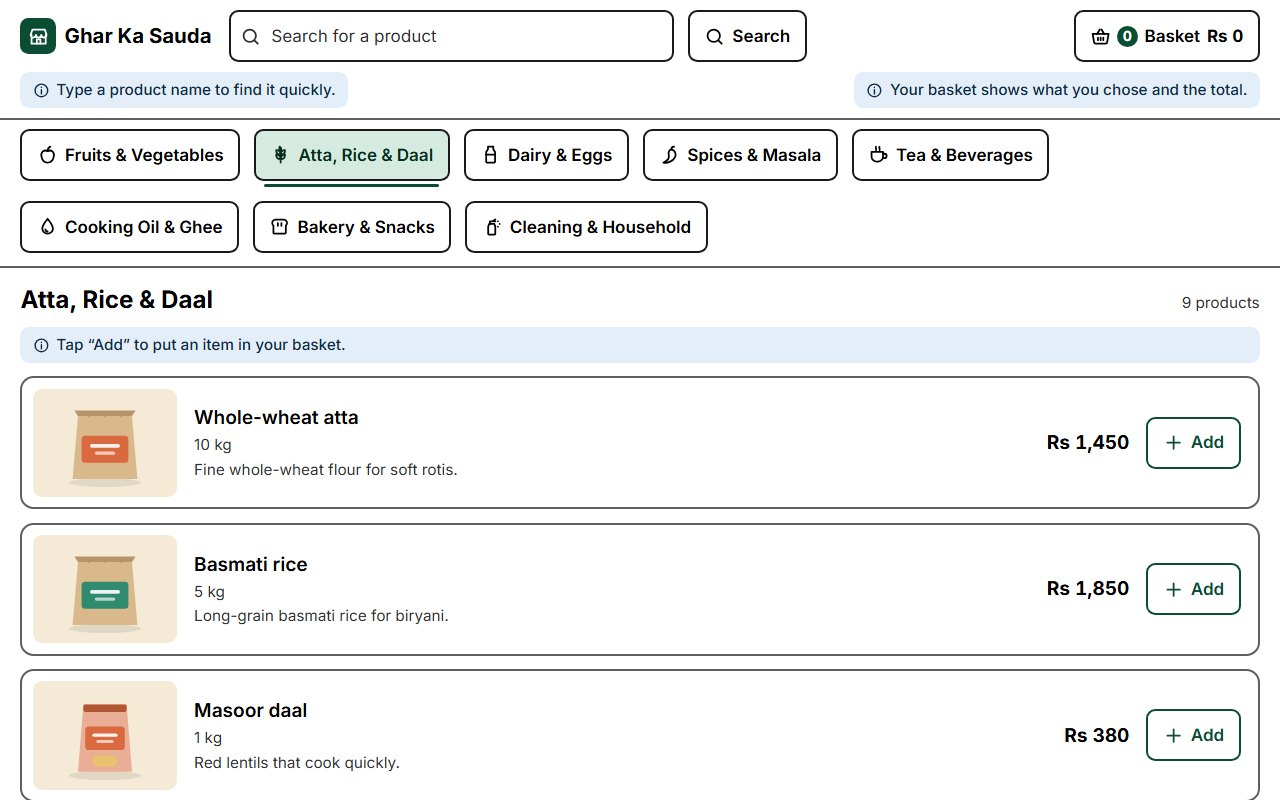 Ghar Ka Sauda
Search for a product
Search
0 Basket Rs 0
Type a product name to find it quickly.
Your basket shows what you chose and the total.
Fruits & Vegetables
Atta, Rice & Daal
Dairy & Eggs
Spices & Masala
Tea & Beverages
Cooking Oil & Ghee
Bakery & Snacks
Cleaning & Household
Atta, Rice & Daal
9 products
Tap “Add” to put an item in your basket.
Whole-wheat atta
10 kg
Fine whole-wheat flour for soft rotis.
Rs 1,450
Add
Basmati rice
5 kg
Long-grain basmati rice for biryani.
Rs 1,850
Add
Masoor daal
1 kg
Red lentils that cook quickly.
Rs 380
Add